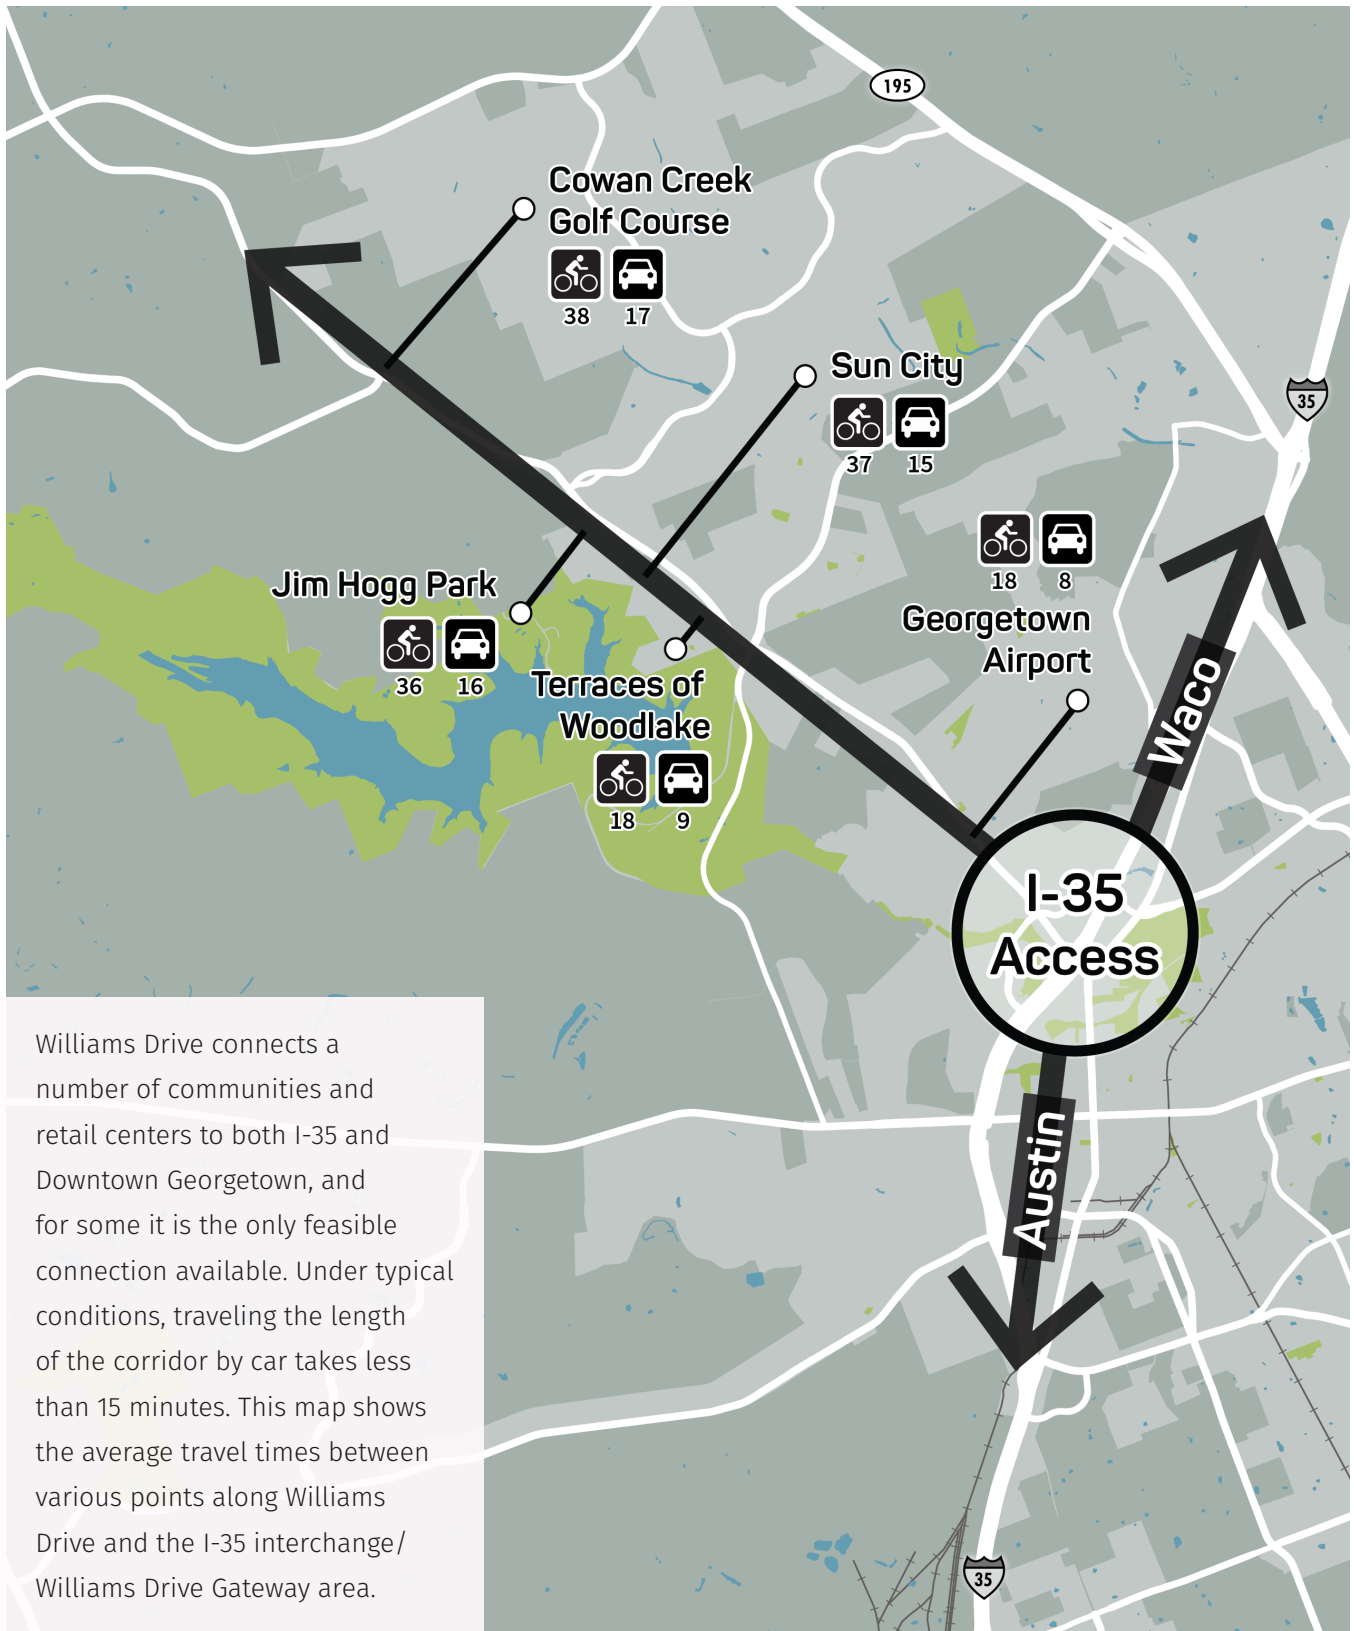 195
Cowan Creek
Golf Course
38 17
Sun City
37 15
35
18 8
Georgetown
Airport
Jim Hogg Park
36 16
Terraces of
Woodlake
18 9
Waco
I-35
Access
Austin
Williams Drive connects a
number of communities and
retail centers to both I-35 and
Downtown Georgetown, and
for some it is the only feasible
connection available. Under typical
conditions, traveling the length
of the corridor by car takes less
than 15 minutes. This map shows
the average travel times between
various points along Williams
Drive and the I-35 interchange/
Williams Drive Gateway area.
35